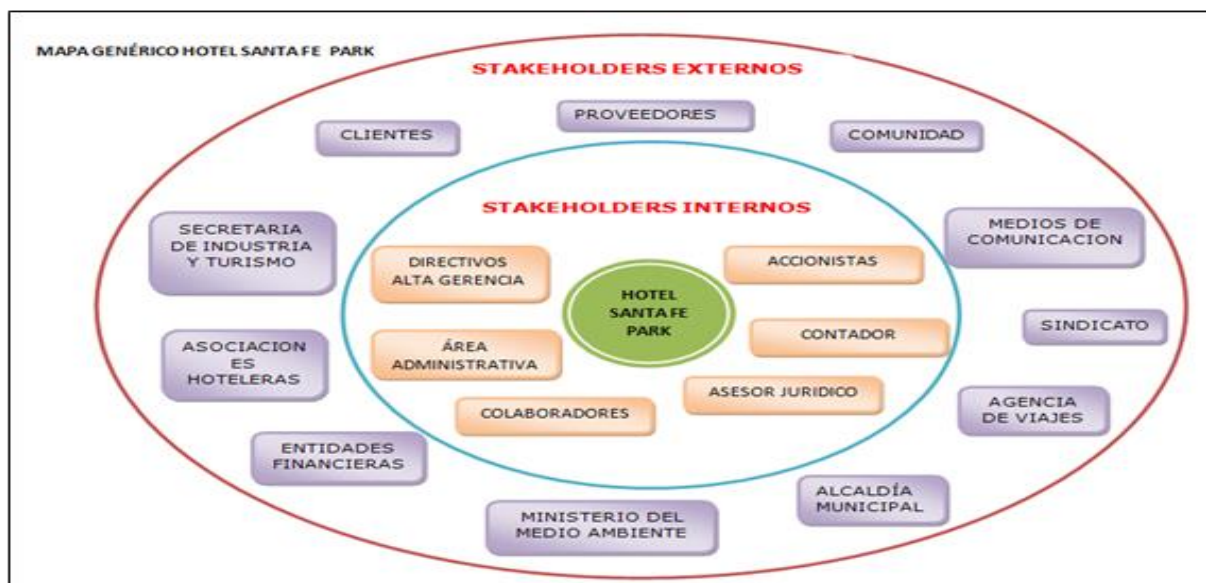 MAPA GENÉRICO HOTEL SANTA FE PARK
STAKEHOLDERS EXTERNOS
CLIENTES
PROVEEDORES
COMUNIDAD
SECRETARIA
DE INDUSTRIA
Y TURISMO
STAKEHOLDERS INTERNOS
MEDIOS DE
COMUNICACION
DIRECTIVOS
ALTA GERENCIA
ACCIONISTAS
HOTEL
SANTA FE
PARK
SINDICATO
ASOCIACION
ES
HOTELERAS
ÁREA
ADMINISTRATIVA
CONTADOR
COLABORADORES
ASESOR JURIDICO
AGENCIA
DE VIAJES
ENTIDADES
FINANCIERAS
MINISTERIO DEL
MEDIO AMBIENTE
ALCALDÍA
MUNICIPAL